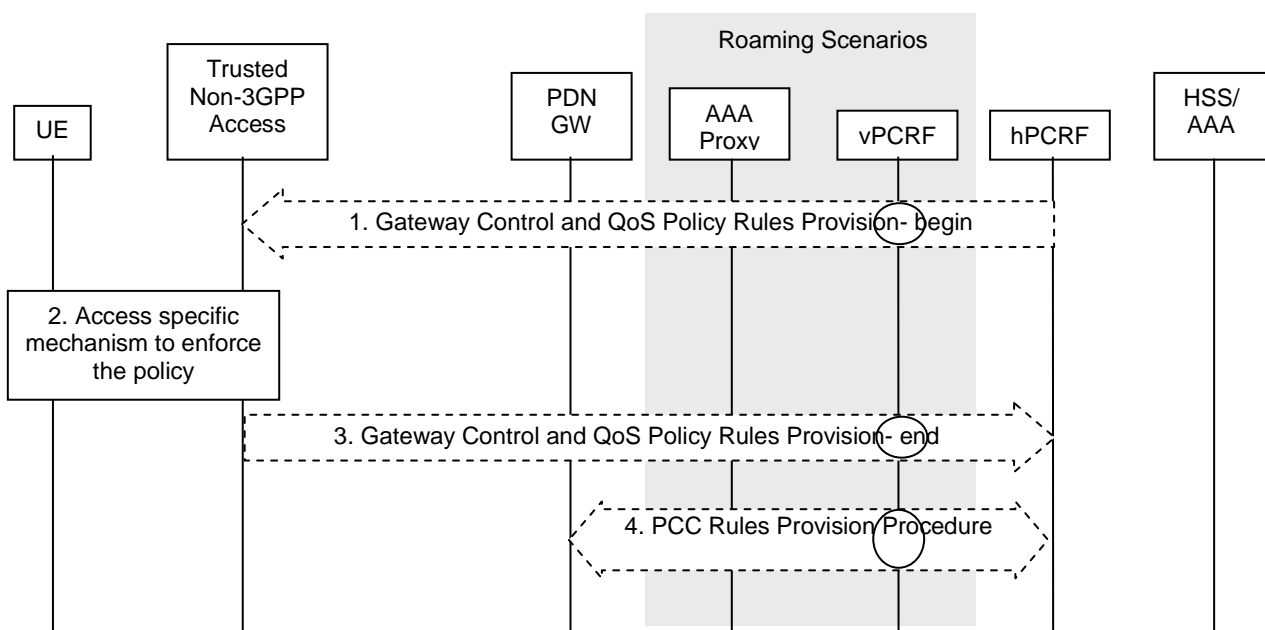 Roaming Scenarios
UE
Trusted
Non-3GPP
Access
PDN
GW
AAA
Proxy
vPCRF
hPCRF
HSS/
AAA
1. Gateway Control and QoS Policy Rules Provision- begin
2. Access specific
mechanism to enforce
the policy
3. Gateway Control and QoS Policy Rules Provision- end
4. PCC Rules Provision Procedure